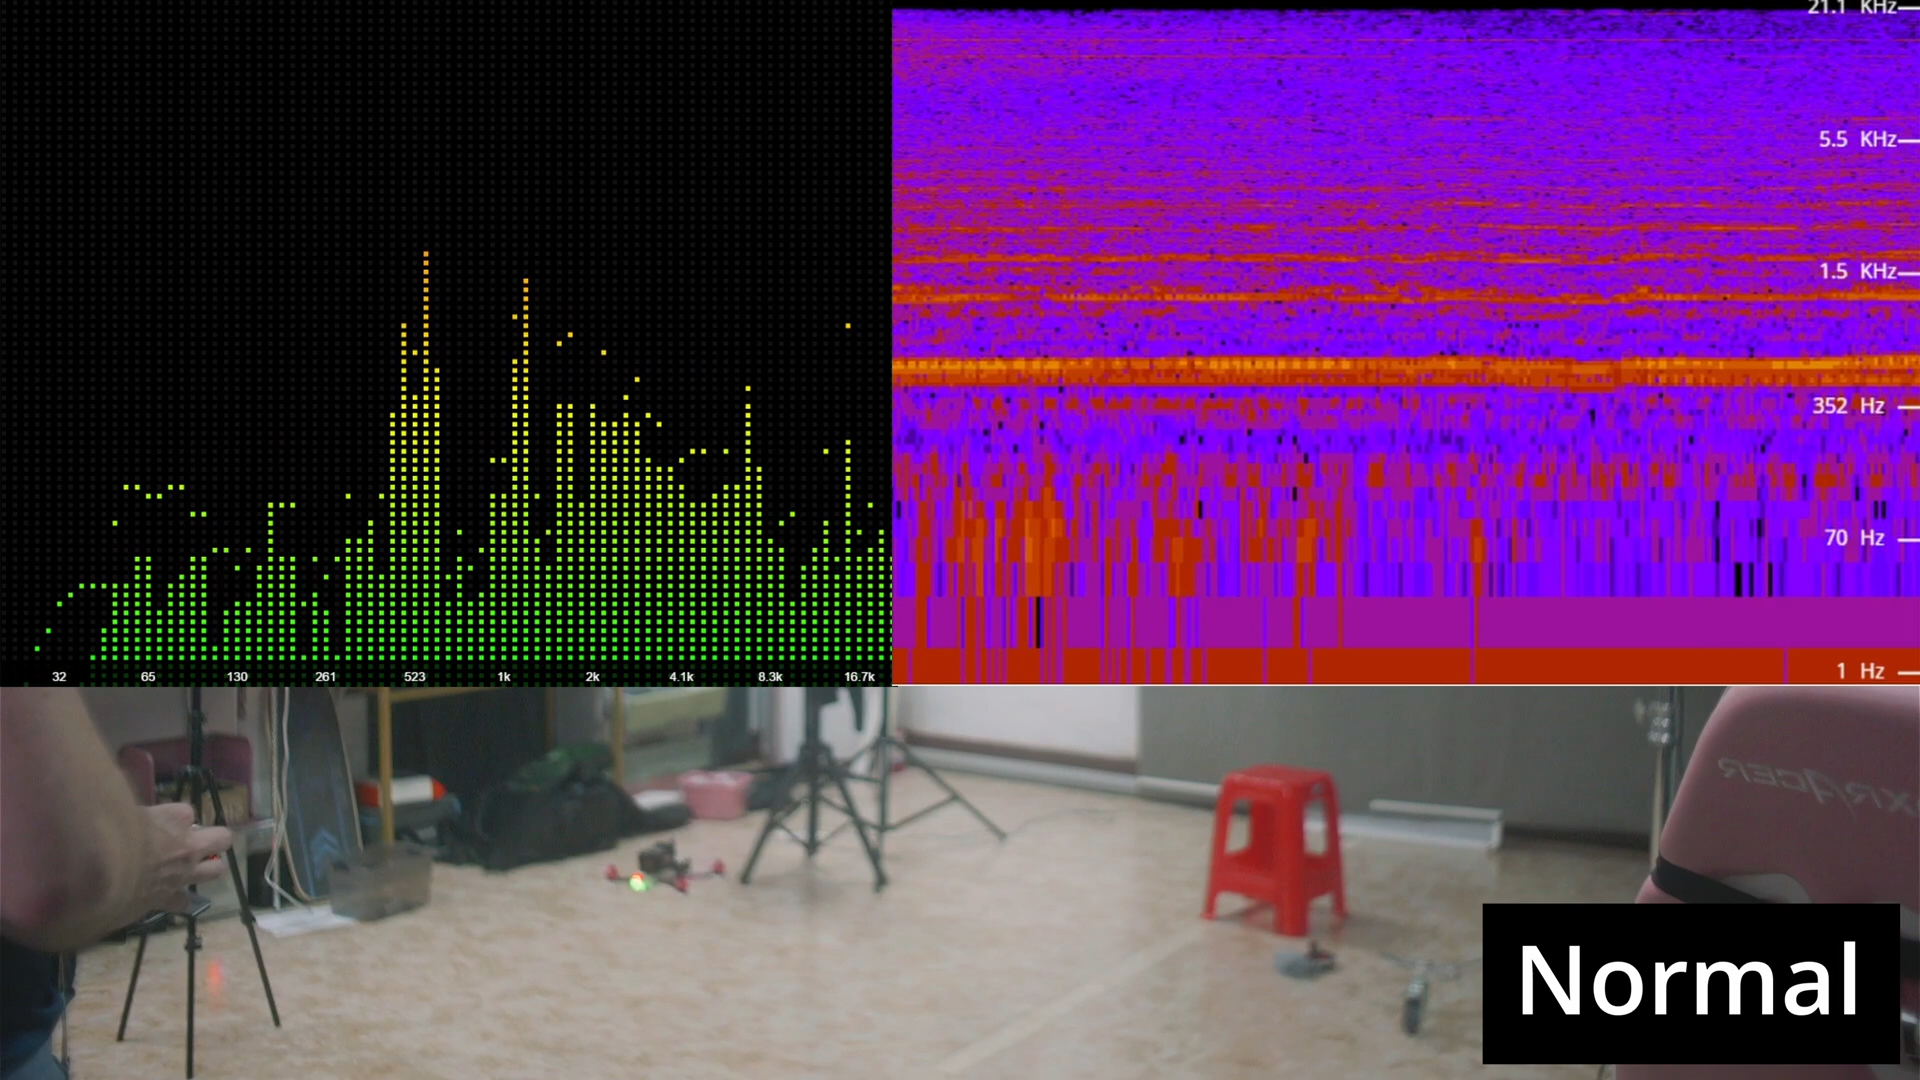 32 65 130 261 523 1k 2k 4.1k 8.3k 16.7k
21.1 KHz
5.5 KHz
1.5 KHz
352 Hz
70 Hz
1 Hz
Normal